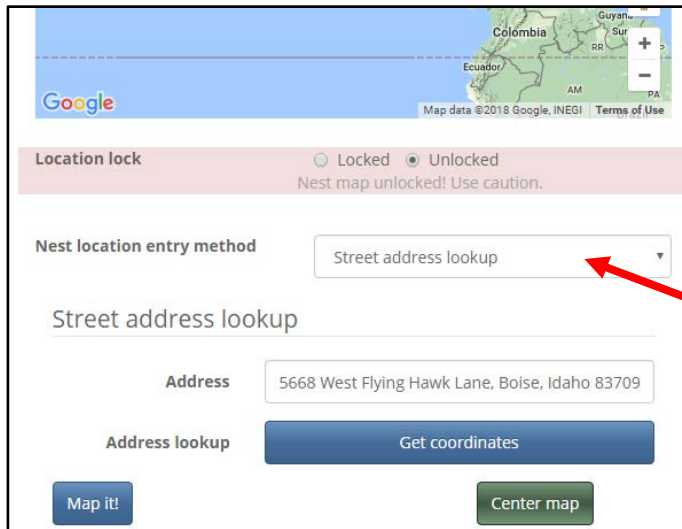 Guyana
Colombia
Sur
RR
+
Ecuador
−
AM
PA
Google
Map data ©2018 Google, INEGI
Terms of Use
Location lock
Locked
Unlocked
Nest map unlocked! Use caution.
Nest location entry method
Street address lookup
Street address lookup
Address
5668 West Flying Hawk Lane, Boise, Idaho 83709
Address lookup
Get coordinates
Map it!
Center map